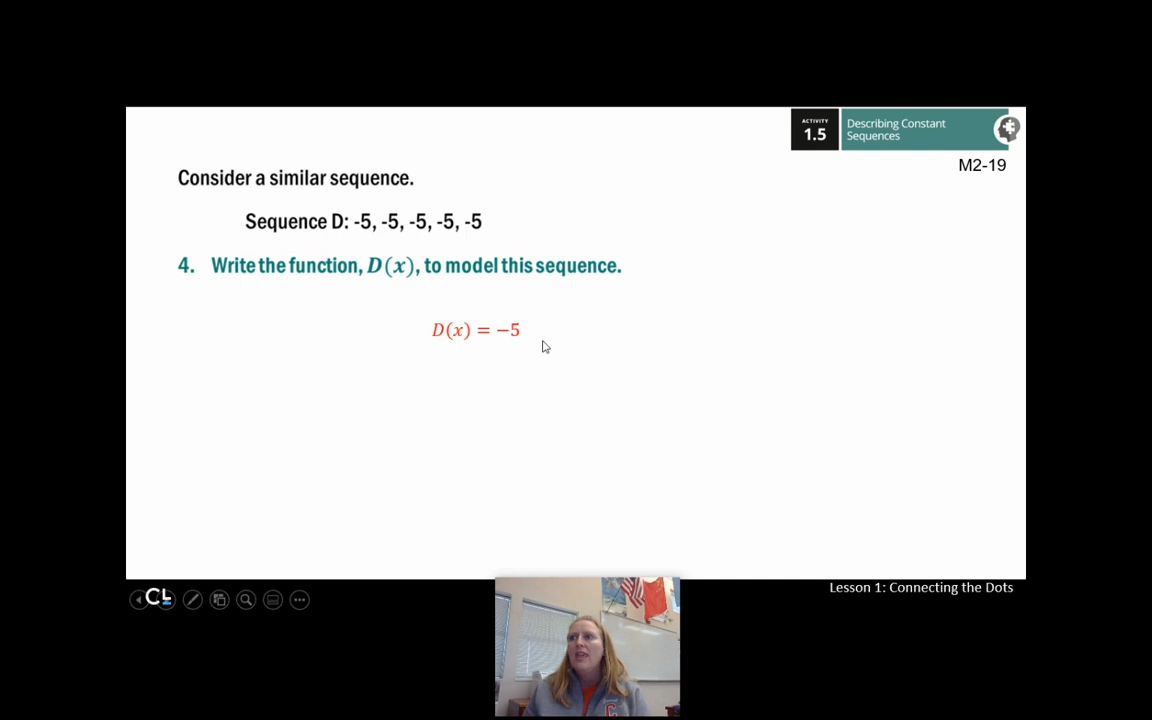 ACTIVITY
1.5
Describing Constant
Sequences
M2-19
Consider a similar sequence.
Sequence D: -5, -5, -5, -5, -5
4. Write the function, D(x), to model this sequence.
D(x) = −5
CL
Lesson 1: Connecting the Dots
C